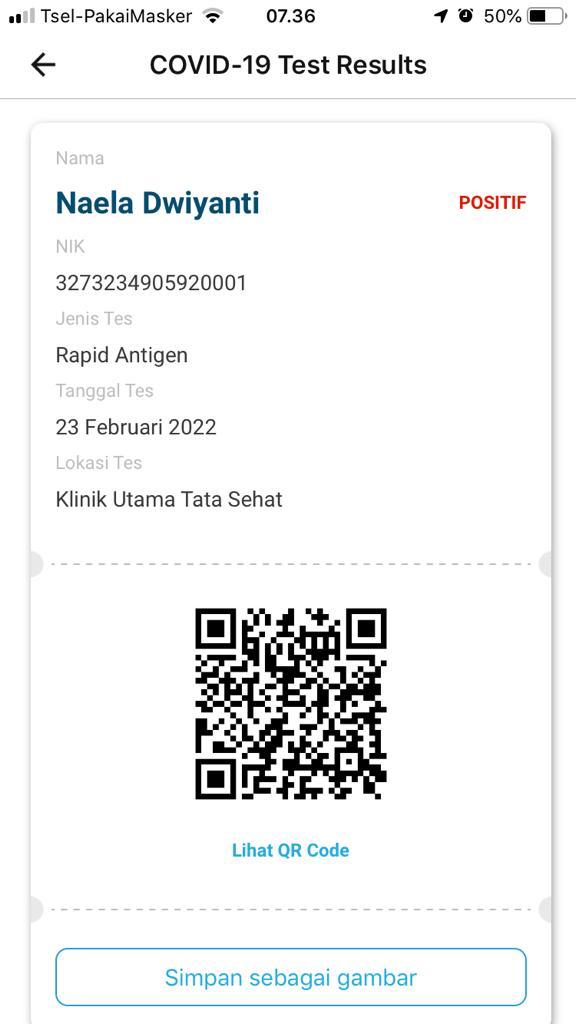 Tsel-PakaiMasker 07.36 50%
COVID-19 Test Results
Nama
Naela Dwiyanti POSITIF
NIK
3273234905920001
Jenis Tes
Rapid Antigen
Tanggal Tes
23 Februari 2022
Lokasi Tes
Klinik Utama Tata Sehat
Lihat QR Code
Simpan sebagai gambar